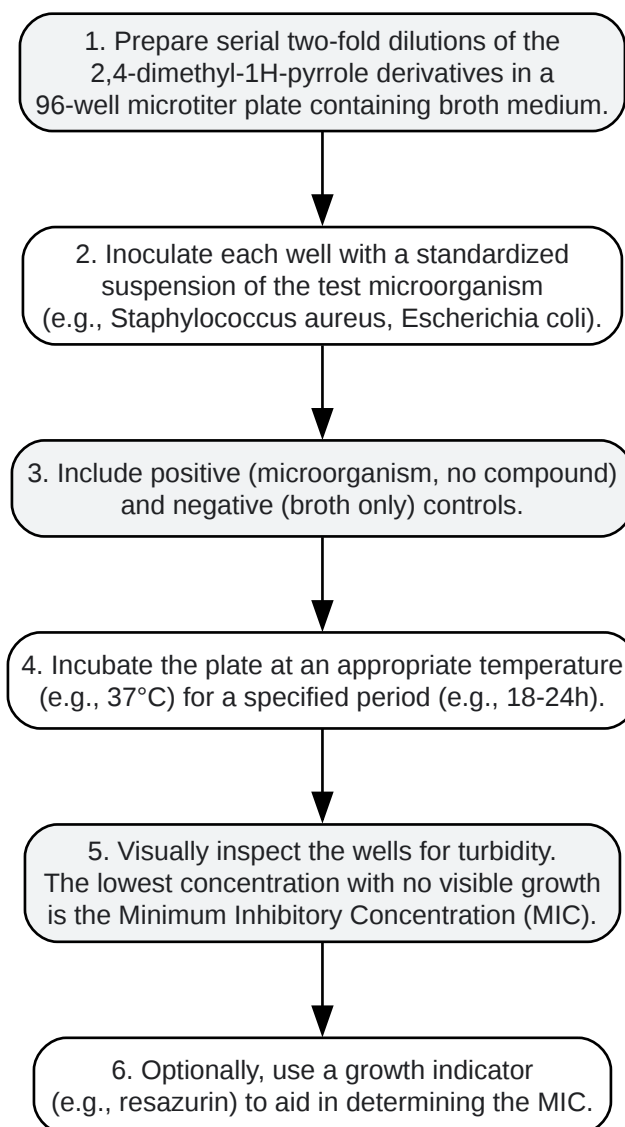 1. Prepare serial two-fold dilutions of the
2,4-dimethyl-1H-pyrrole derivatives in a
96-well microtiter plate containing broth medium.
2. Inoculate each well with a standardized
suspension of the test microorganism
(e.g., Staphylococcus aureus, Escherichia coli).
3. Include positive (microorganism, no compound)
and negative (broth only) controls.
4. Incubate the plate at an appropriate temperature
(e.g., 37°C) for a specified period (e.g., 18-24h).
5. Visually inspect the wells for turbidity.
The lowest concentration with no visible growth
is the Minimum Inhibitory Concentration (MIC).
6. Optionally, use a growth indicator
(e.g., resazurin) to aid in determining the MIC.